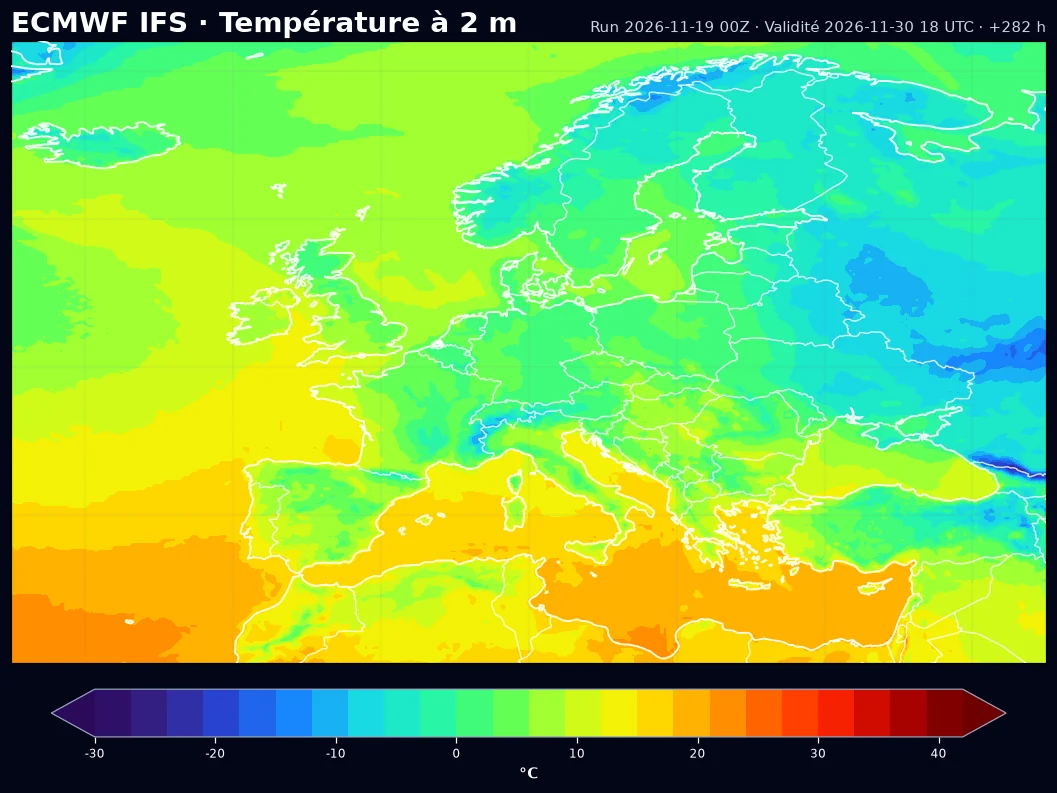 ECMWF IFS · Température à 2 m
Run 2026-11-19 00Z · Validité 2026-11-30 18 UTC · +282 h
-30 -20 -10 0 10 20 30 40
°C